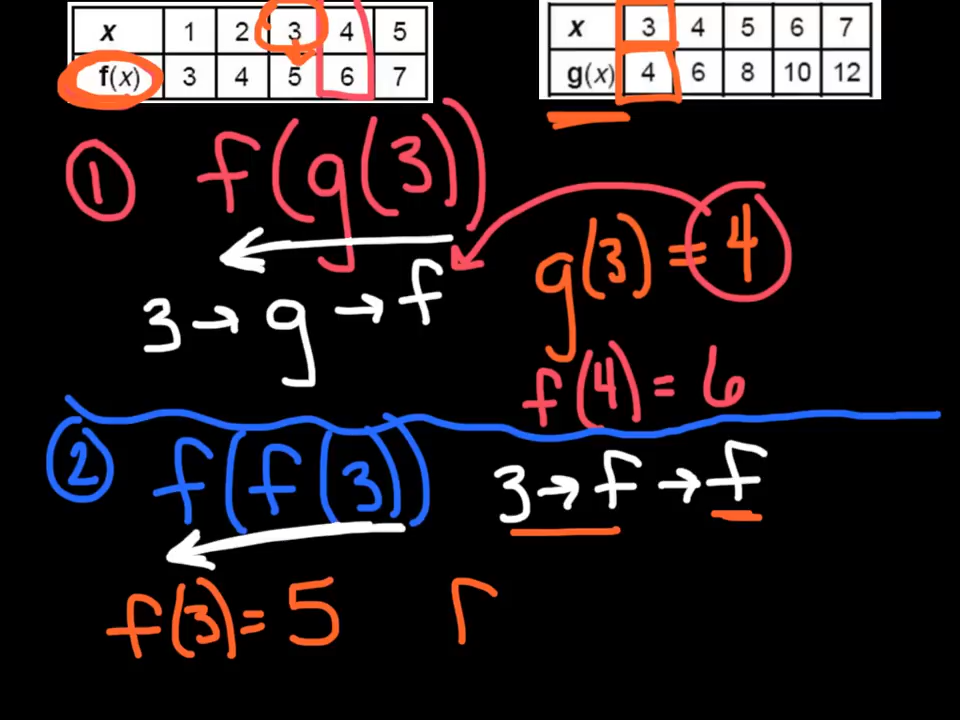 x 1 2 3 4 5
f(x) 3 4 5 6 7
x 3 4 5 6 7
g(x) 4 6 8 10 12
① f(g(3))
3 → g → f
g(3) = 4
f(4) = 6
② f(f(3))
3 → f → f
f(3) = 5